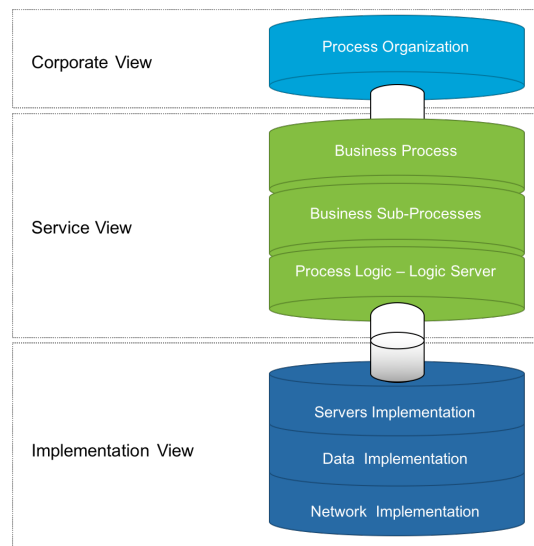 Process Organization
Corporate View
Business Process
Business Sub-Processes
Service View
Process Logic – Logic Server
Servers Implementation
Implementation View
Data Implementation
Network Implementation